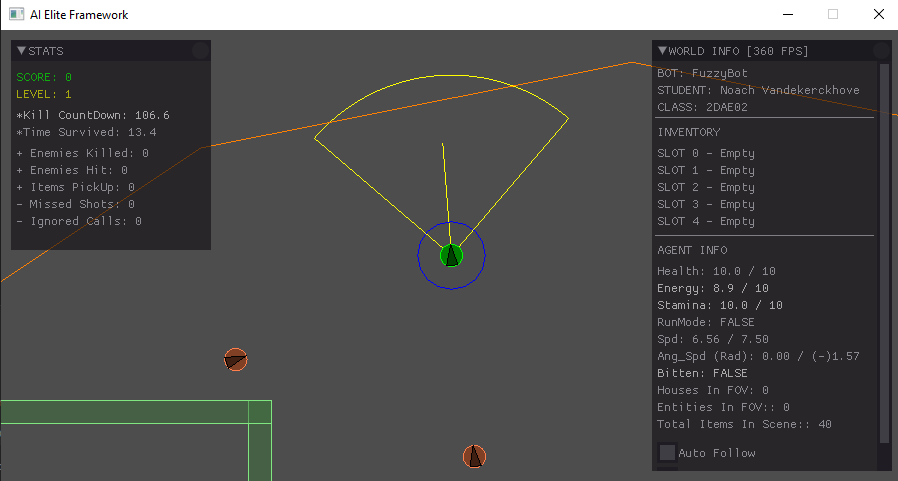 AI Elite Framework
STATS
SCORE: 0
LEVEL: 1
*Kill CountDown: 106.6
*Time Survived: 13.4
+ Enemies Killed: 0
+ Enemies Hit: 0
+ Items PickUp: 0
- Missed Shots: 0
- Ignored Calls: 0
WORLD INFO [360 FPS]
BOT: FuzzyBot
STUDENT: Noach Vandekerckhove
CLASS: 2DAE02
INVENTORY
SLOT 0 - Empty
SLOT 1 - Empty
SLOT 2 - Empty
SLOT 3 - Empty
SLOT 4 - Empty
AGENT INFO
Health: 10.0 / 10
Energy: 8.9 / 10
Stamina: 10.0 / 10
RunMode: FALSE
Spd: 6.56 / 7.50
Ang_Spd (Rad): 0.00 / (-)1.57
Bitten: FALSE
Houses In FOV: 0
Entities In FOV:: 0
Total Items In Scene:: 40
Auto Follow